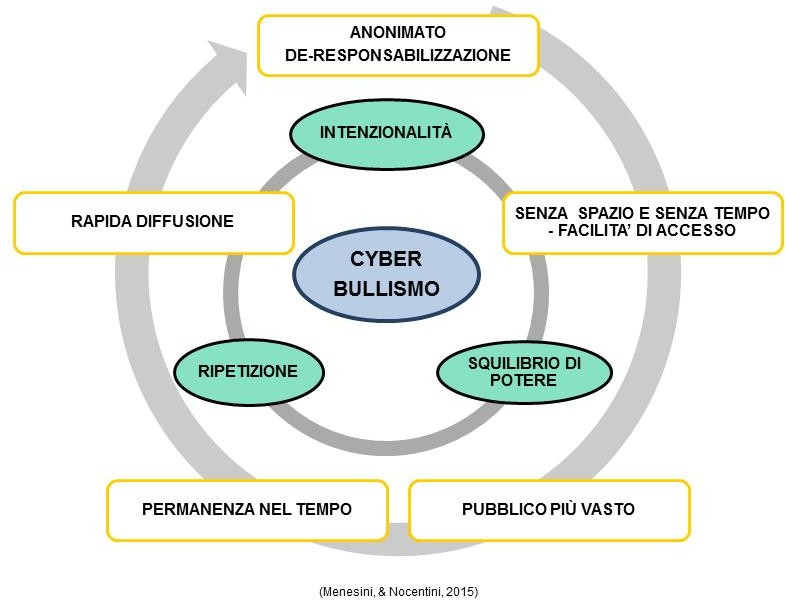 ANONIMATO
DE-RESPONSABILIZZAZIONE
INTENZIONALITÀ
RAPIDA DIFFUSIONE
SENZA SPAZIO E SENZA TEMPO
- FACILITA’ DI ACCESSO
CYBER
BULLISMO
RIPETIZIONE
SQUILIBRIO DI
POTERE
PERMANENZA NEL TEMPO
PUBBLICO PIÙ VASTO
(Menesini, & Nocentini, 2015)